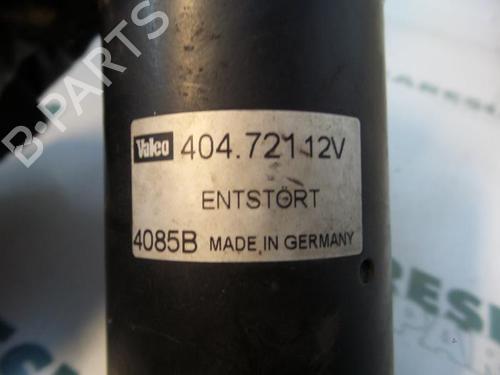 B-PARTS
Valeo 404.721 12V
ENTSTÖRT
4085B MADE IN GERMANY